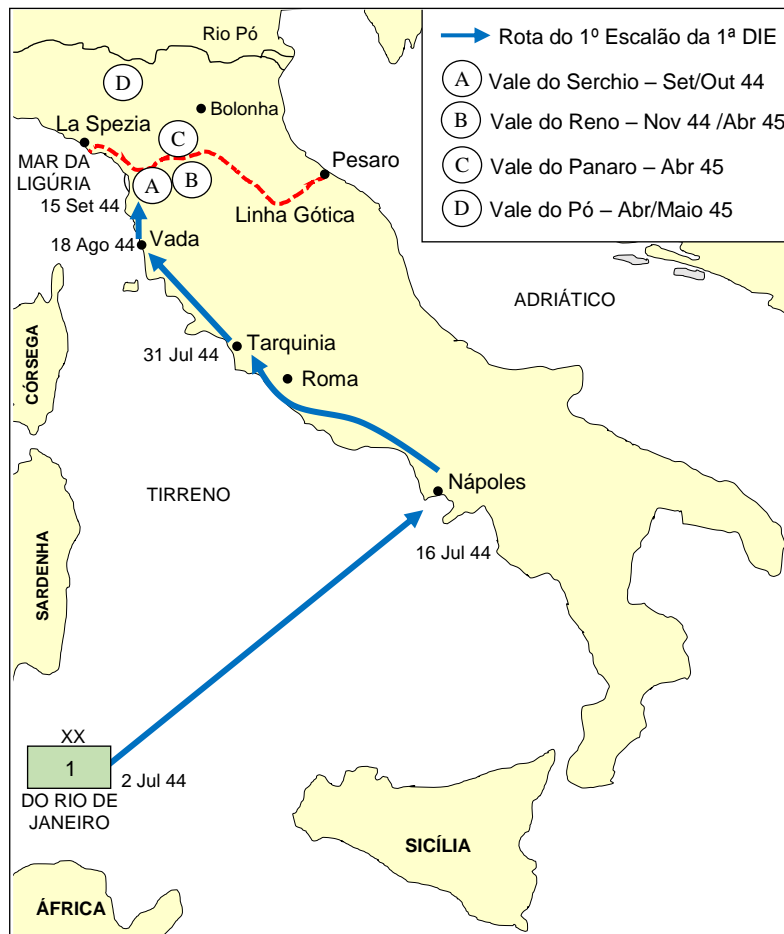 Rio Pó
Rota do 1º Escalão da 1ª DIE
A Vale do Serchio – Set/Out 44
B Vale do Reno – Nov 44 /Abr 45
C Vale do Panaro – Abr 45
D Vale do Pó – Abr/Maio 45
D
Bolonha
La Spezia
C
Pesaro
MAR DA
LIGÚRIA
A
B
15 Set 44
Linha Gótica
18 Ago 44
Vada
ADRIÁTICO
CÓRSEGA
Tarquinia
31 Jul 44
Roma
TIRRENO
Nápoles
16 Jul 44
SARDENHA
XX
1
2 Jul 44
DO RIO DE
JANEIRO
SICÍLIA
ÁFRICA